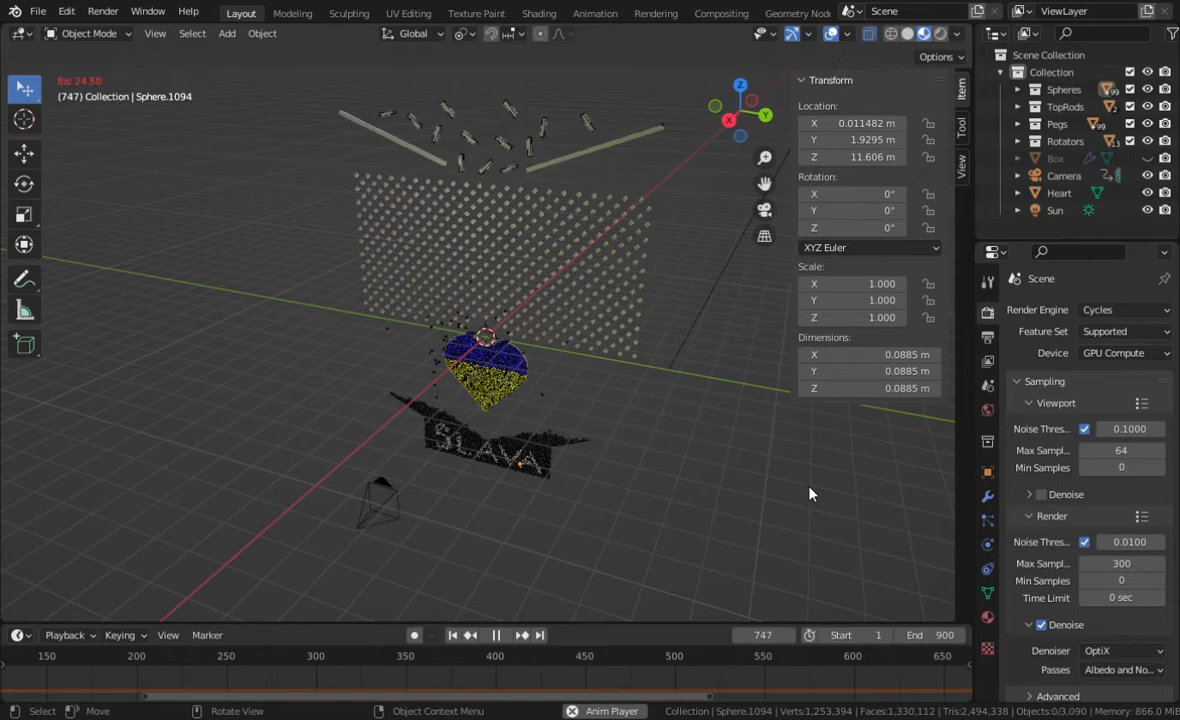 File Edit Render Window Help Layout Modeling Sculpting UV Editing Texture Paint Shading Animation Rendering Compositing Geometry Nod Scene ViewLayer
Object Mode View Select Add Object Global
Options
fps: 24.50
(747) Collection | Sphere.1094
Transform
Location:
X 0.011482 m
Y 1.9295 m
Z 11.606 m
Rotation:
X 0°
Y 0°
Z 0°
XYZ Euler
Scale:
X 1.000
Y 1.000
Z 1.000
Dimensions:
X 0.0885 m
Y 0.0885 m
Z 0.0885 m
Item
Tool
View
Z
Y
X
SLAVA
Scene Collection
Collection
Spheres 99
TopRods 2
Pegs 99
Rotators 13
Box
Camera
Heart
Sun
Scene
Render Engine Cycles
Feature Set Supported
Device GPU Compute
Sampling
Viewport
Noise Thres... 0.1000
Max Sampl... 64
Min Samples 0
Denoise
Render
Noise Thres... 0.0100
Max Sampl... 300
Min Samples 0
Time Limit 0 sec
Denoise
Denoiser OptiX
Passes Albedo and No...
Advanced
Playback Keying View Marker 747 Start 1 End 900
150 200 250 300 350 400 450 500 550 600 650
Select Move Rotate View Object Context Menu Anim Player Collection | Sphere.1094 | Verts:1,253,394 | Faces:1,330,112 | Tris:2,494,338 | Objects:0/3,090 | Memory: 866.0 MiB